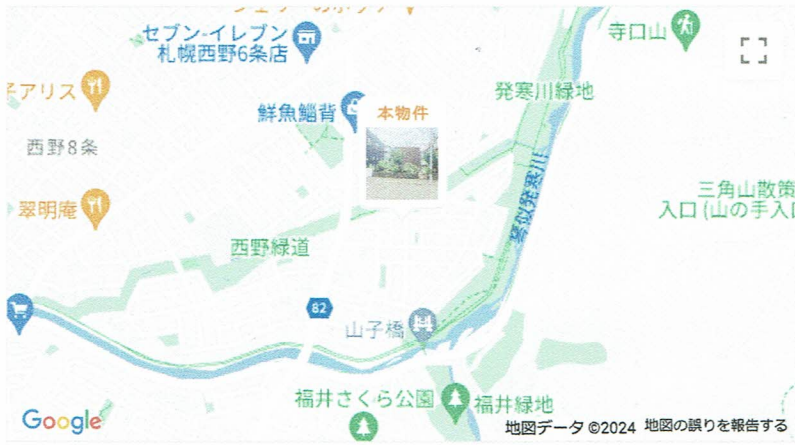 セブン-イレブン
札幌西野6条店
寺口山
アリス
発寒川緑地
鮮魚鯔背
本物件
西野8条
琴似発寒川
三角山散策
入口(山の手入口
翠明庵
西野緑道
82
山子橋
福井さくら公園
福井緑地
Google
地図データ ©2024
地図の誤りを報告する